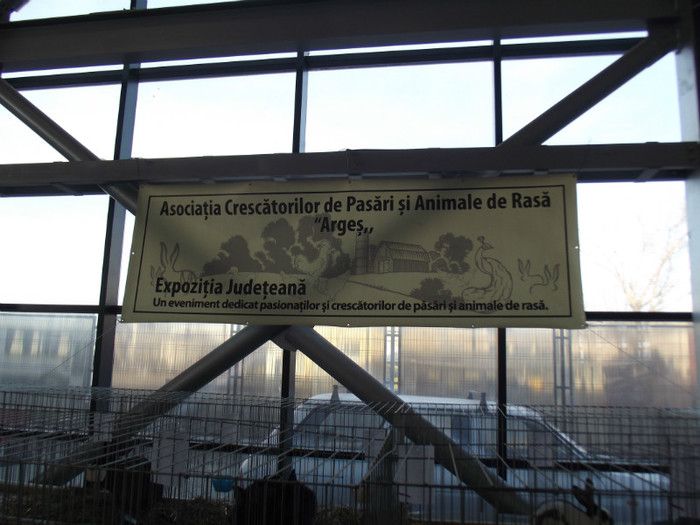 Asociația Crescătorilor de Pasări și Animale de Rasă
“Argeș,,
Expoziția Județeană
Un eveniment dedicat pasionaților și crescătorilor de păsări și animale de rasă.